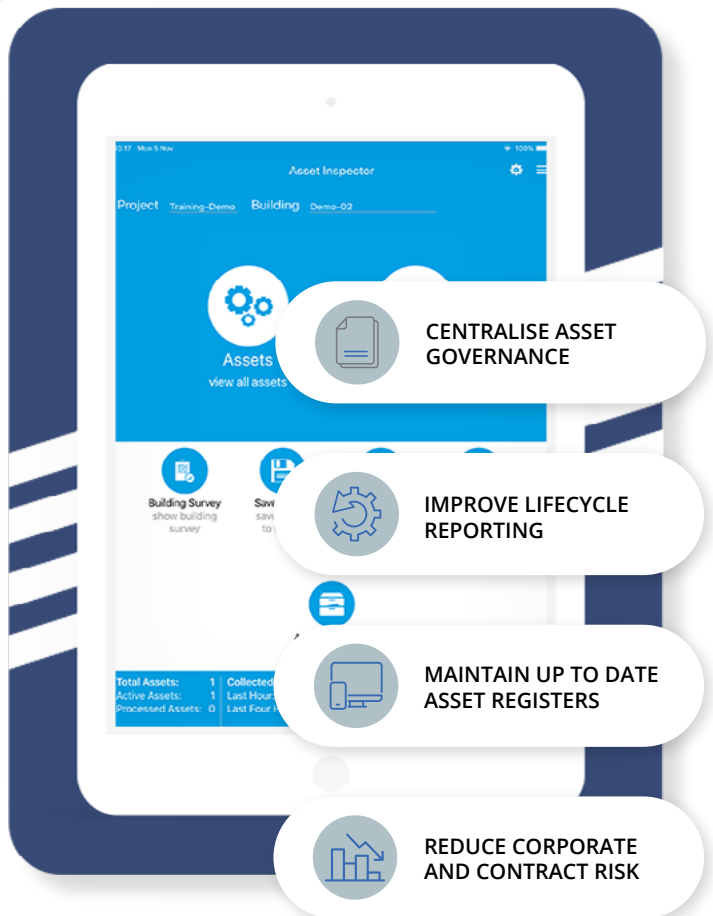 Mon 5 Nov
100%
Asset Inspector
Project Training-Demo Building Demo-02
Assets
view all assets
CENTRALISE ASSET
GOVERNANCE
Building Survey
show building
survey
IMPROVE LIFECYCLE
REPORTING
Total Assets: 1
Active Assets: 1
Processed Assets: 0
Collected
Last Hour:
Last Four
MAINTAIN UP TO DATE
ASSET REGISTERS
REDUCE CORPORATE
AND CONTRACT RISK